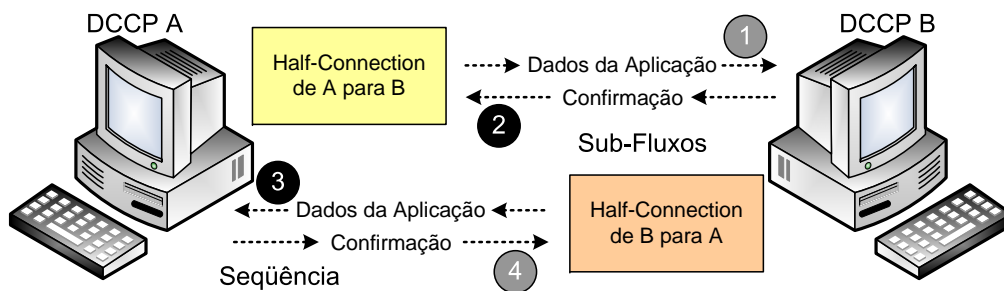 DCCP A
DCCP B
1
Half-Connection
de A para B
Dados da Aplicação
Confirmação
2
Sub-Fluxos
3
Dados da Aplicação
Half-Connection
de B para A
Confirmação
4
Seqüência